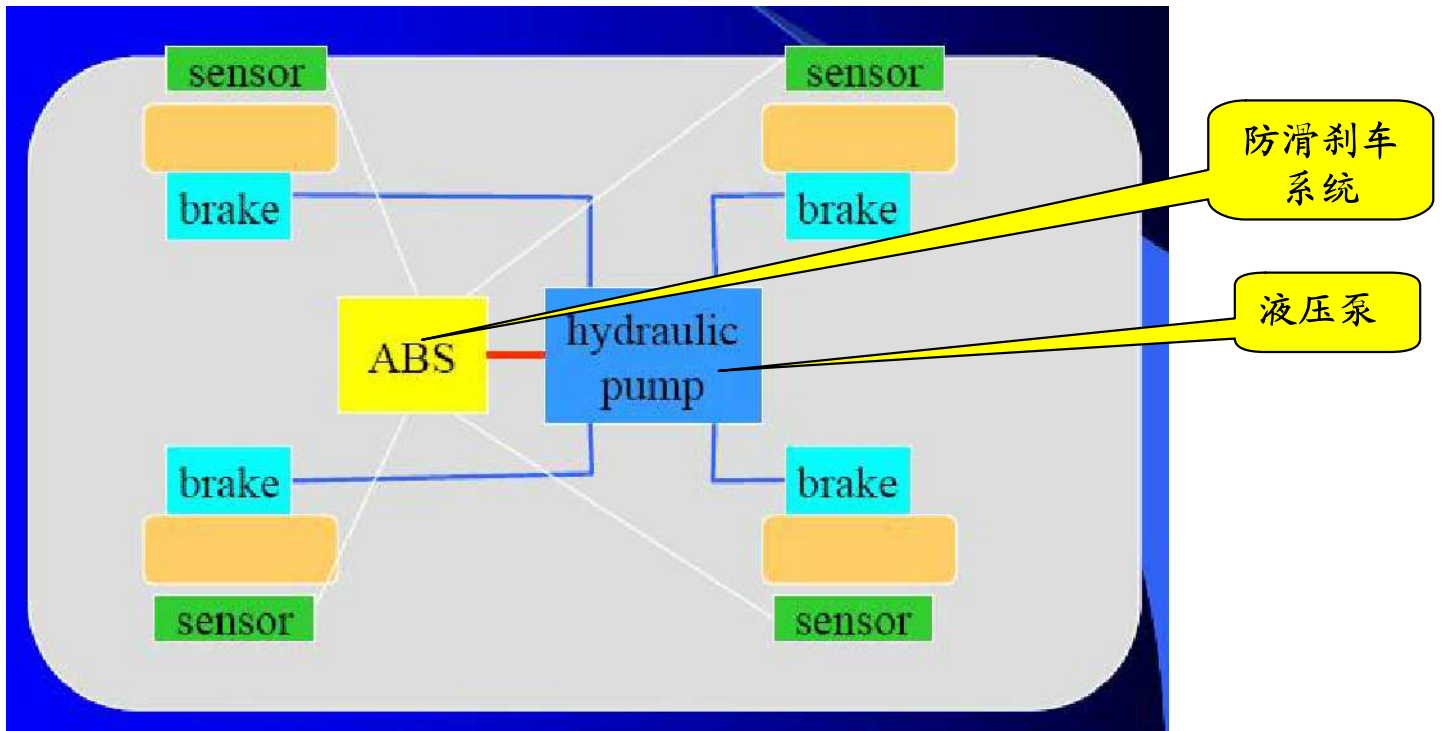 sensor
sensor
防滑刹车
系统
brake
brake
液压泵
ABS
hydraulic
pump
brake
brake
sensor
sensor